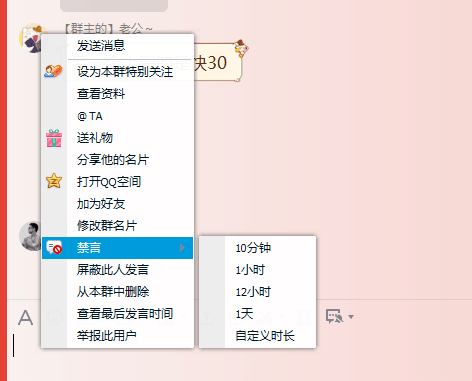 【群主的】老公~
块30
发送消息
设为本群特别关注
查看资料
@ TA
送礼物
分享他的名片
打开QQ空间
加为好友
修改群名片
禁言
屏蔽此人发言
从本群中删除
查看最后发言时间
举报此用户
10分钟
1小时
12小时
1天
自定义时长
A